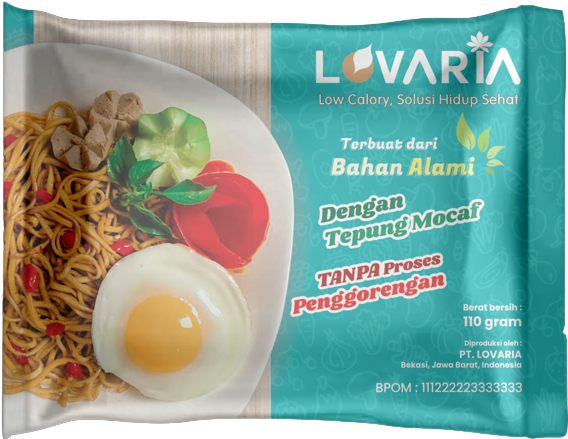 LOVARIA
Low Calory, Solusi Hidup Sehat
Terbuat dari
Bahan Alami
Dengan
Tepung Mocaf
TANPA Proses
Penggorengan
Berat bersih :
110 gram
Diproduksi oleh :
PT. LOVARIA
Bekasi, Jawa Barat, Indonesia
BPOM : 111222223333333